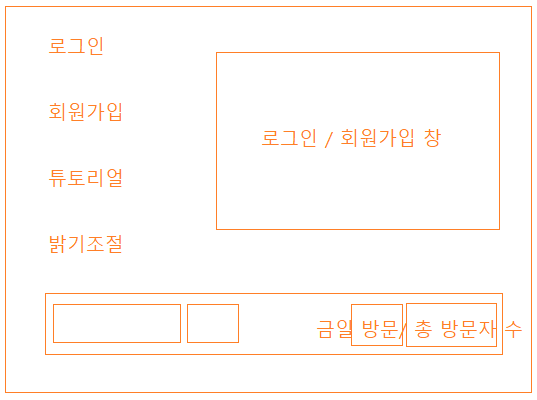 로그인
회원가입
로그인 / 회원가입 창
튜토리얼
밝기조절
금일 방문/ 총 방문자 수